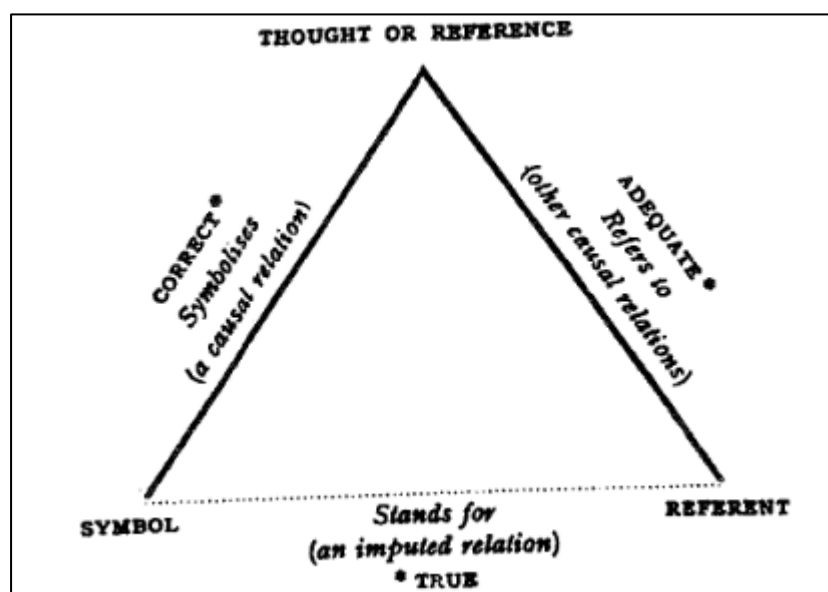 THOUGHT OR REFERENCE
CORRECT*
Symbolises
(a causal relation)
ADEQUATE*
Refers to
(other causal relations)
SYMBOL
Stands for
(an imputed relation)
* TRUE
REFERENT